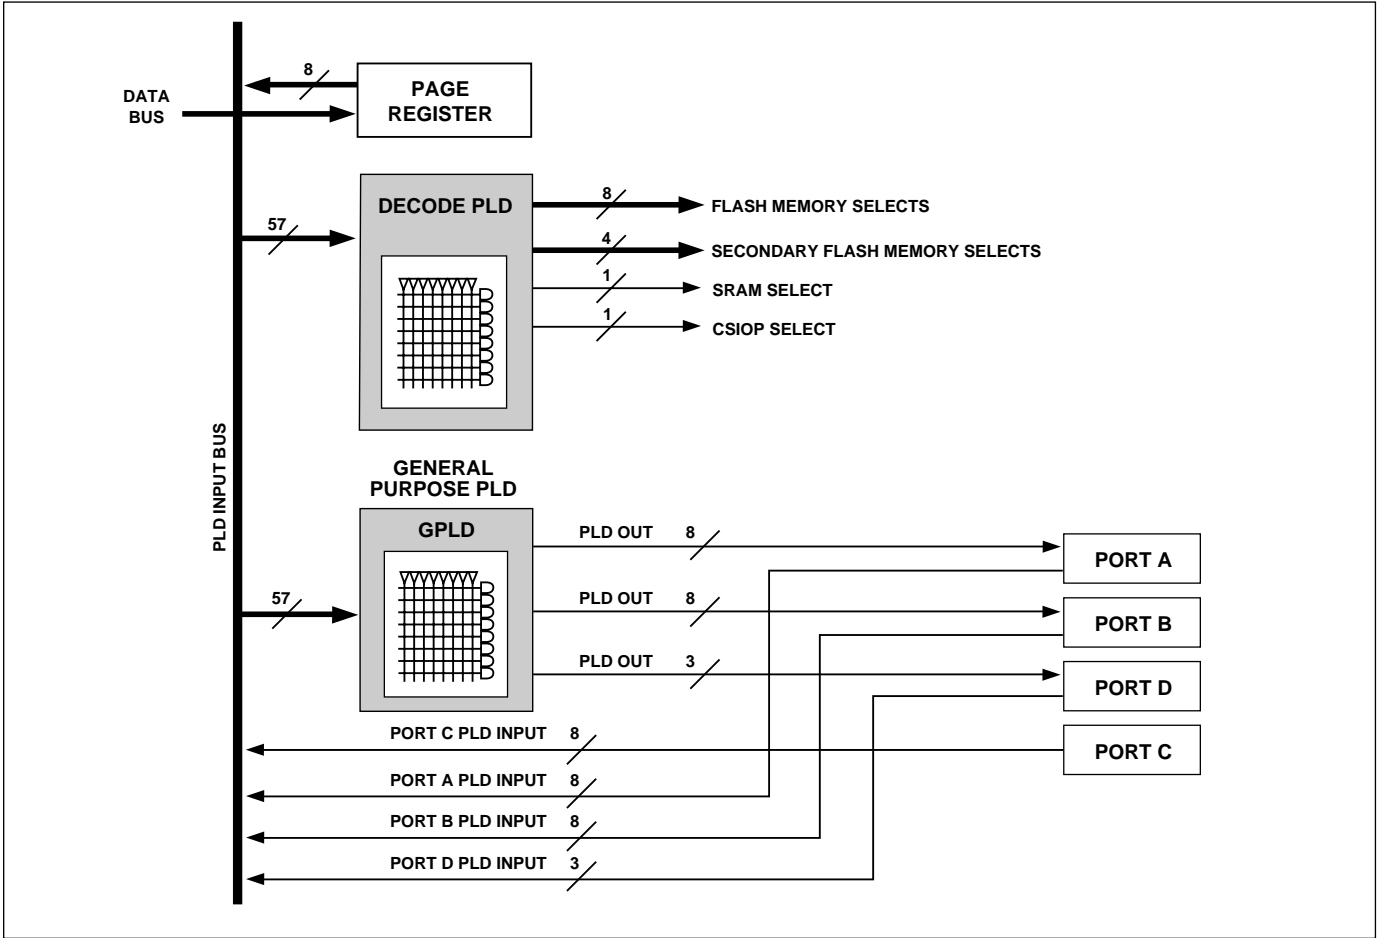 8
PAGE
REGISTER
DATA
BUS
DECODE PLD
8
FLASH MEMORY SELECTS
57
4
SECONDARY FLASH MEMORY SELECTS
1
SRAM SELECT
1
CSIOP SELECT
PLD INPUT BUS
GENERAL
PURPOSE PLD
GPLD
PLD OUT 8
PORT A
57
PLD OUT 8
PORT B
PLD OUT 3
PORT D
PORT C PLD INPUT 8
PORT C
PORT A PLD INPUT 8
PORT B PLD INPUT 8
PORT D PLD INPUT 3